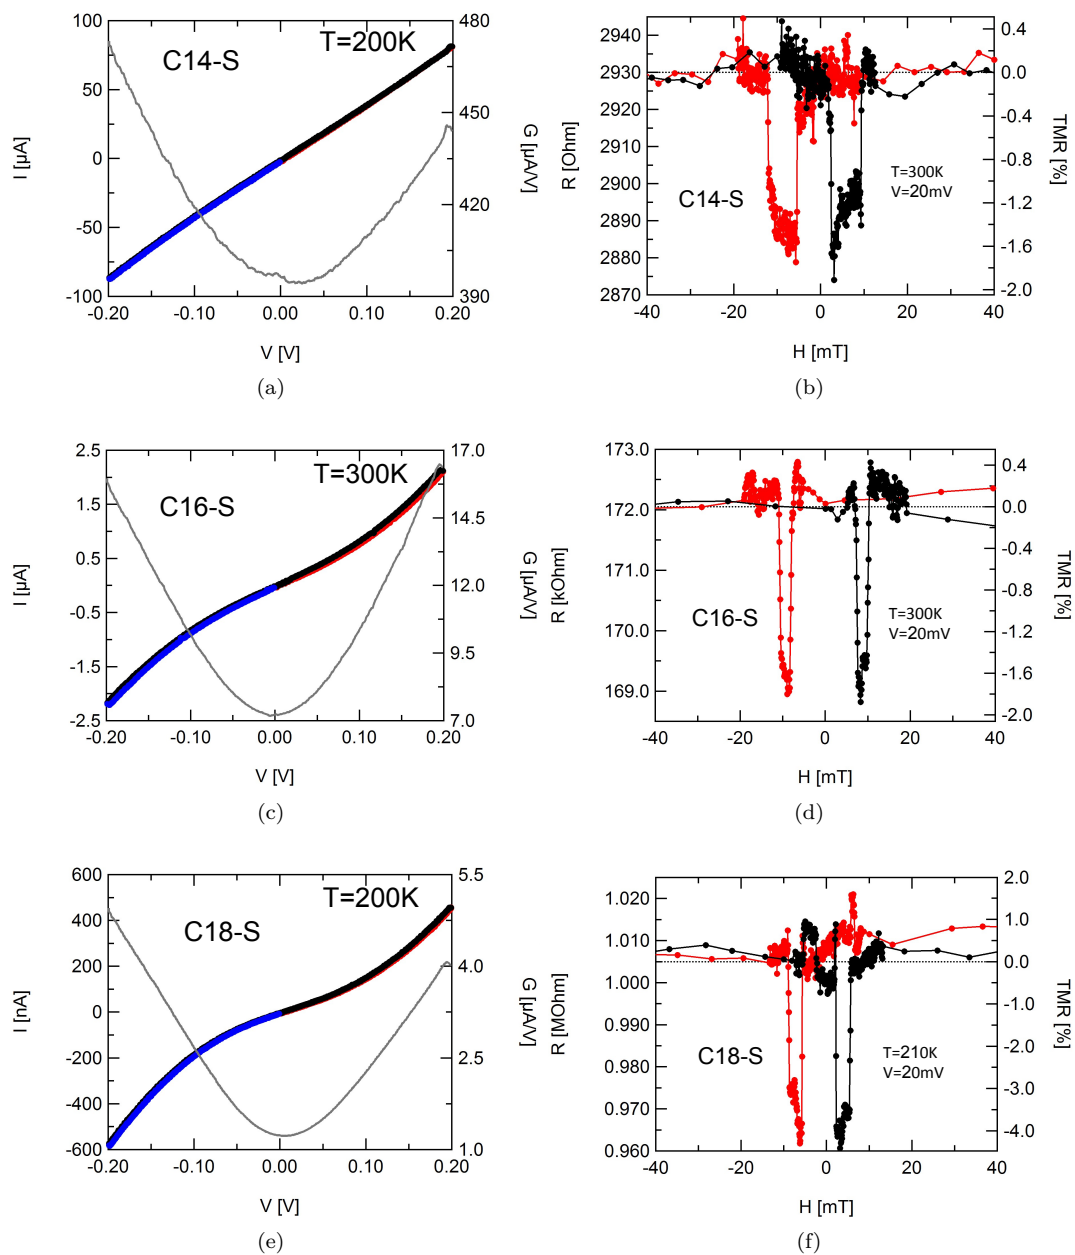 100
50
0
-50
-100
I [µA]
C14-S
T=200K
480
450
420
390
G [µA/V]
-0.20
-0.10
0.00
0.10
0.20
V [V]
(a)
2940
2930
2920
2910
2900
2890
2880
2870
R [Ohm]
C14-S
T=300K
V=20mV
0.4
0.0
-0.4
-0.8
-1.2
-1.6
-2.0
TMR [%]
-40
-20
0
20
40
H [mT]
(b)
2.5
1.5
0.5
-0.5
-1.5
-2.5
I [µA]
C16-S
T=300K
17.0
14.5
12.0
9.5
7.0
G [µA/V]
-0.20
-0.10
0.00
0.10
0.20
V [V]
(c)
173.0
172.0
171.0
170.0
169.0
R [kOhm]
C16-S
T=300K
V=20mV
0.4
0.0
-0.4
-0.8
-1.2
-1.6
-2.0
TMR [%]
-40
-20
0
20
40
H [mT]
(d)
600
400
200
0
-200
-400
-600
I [nA]
C18-S
T=200K
5.5
4.0
2.5
1.0
G [µA/V]
-0.20
-0.10
0.00
0.10
0.20
V [V]
(e)
1.020
1.010
1.000
0.990
0.980
0.970
0.960
R [MOhm]
C18-S
T=210K
V=20mV
2.0
1.0
0.0
-1.0
-2.0
-3.0
-4.0
TMR [%]
-40
-20
0
20
40
H [mT]
(f)